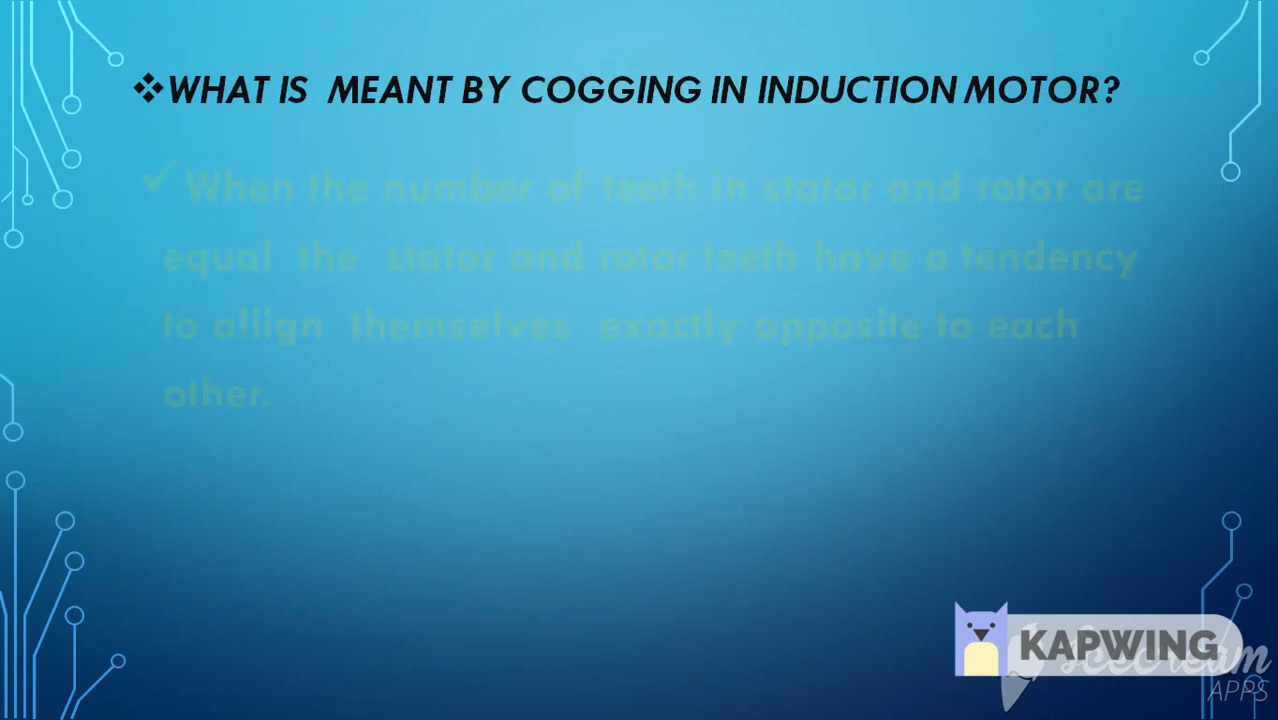 ❖WHAT IS MEANT BY COGGING IN INDUCTION MOTOR?
✓ When the number of teeth in stator and rotor are
equal the stator and rotor teeth have a tendency
to allign themselves exactly opposite to each
other.
KAPWING
Icecream
APPS